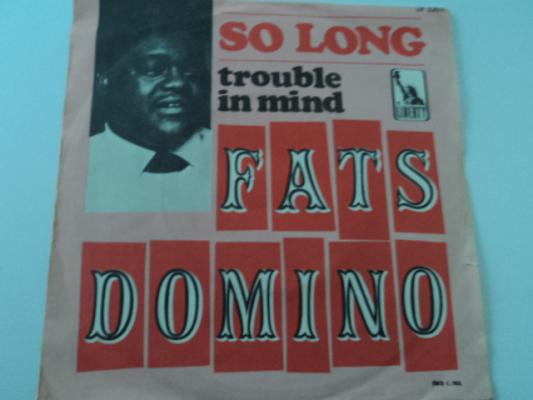 SO LONG
trouble
in mind
LIBERTY
FATS
DOMINO